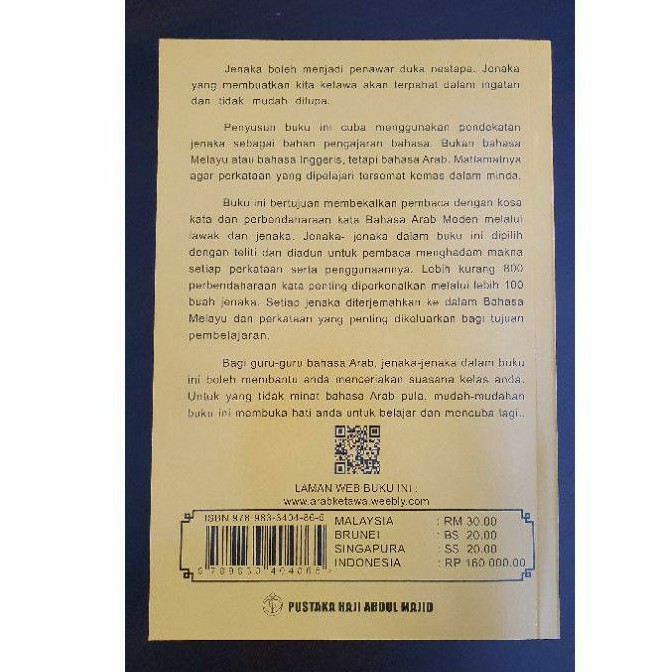 Jenaka boleh menjadi penawar duka nestapa. Jenaka
yang membuatkan kita ketawa akan terpahat dalam ingatan
dan tidak mudah dilupa.
Penyusun buku ini cuba menggunakan pendekatan
jenaka sebagai bahan pengajaran bahasa. Bukan bahasa
Melayu atau bahasa Inggeris, tetapi bahasa Arab. Matlamatnya
agar perkataan yang dipelajari tersemat kemas dalam minda.
Buku ini bertujuan membekalkan pembaca dengan kosa
kata dan perbendaharaan kata Bahasa Arab Moden melalui
lawak dan jenaka. Jenaka- jenaka dalam buku ini dipilih
dengan teliti dan diadun untuk pembaca menghadam makna
setiap perkataan serta penggunaannya. Lebih kurang 800
perbendaharaan kata penting diperkenalkan melalui lebih 100
buah jenaka. Setiap jenaka diterjemahkan ke dalam Bahasa
Melayu dan perkataan yang penting dikeluarkan bagi tujuan
pembelajaran.
Bagi guru-guru bahasa Arab, jenaka-jenaka dalam buku
ini boleh membantu anda menceriakan suasana kelas anda.
Untuk yang tidak minat bahasa Arab pula, mudah-mudahan
buku ini membuka hati anda untuk belajar dan mencuba lagi..
LAMAN WEB BUKU INI :
www.arabketawa.weebly.com
ISBN 978-983-3404-86-6
MALAYSIA : RM 30.00
BRUNEI : BS 20.00
SINGAPURA : SS 20.00
INDONESIA : RP 160 000.00
PUSTAKA HAJI ABDUL MAJID